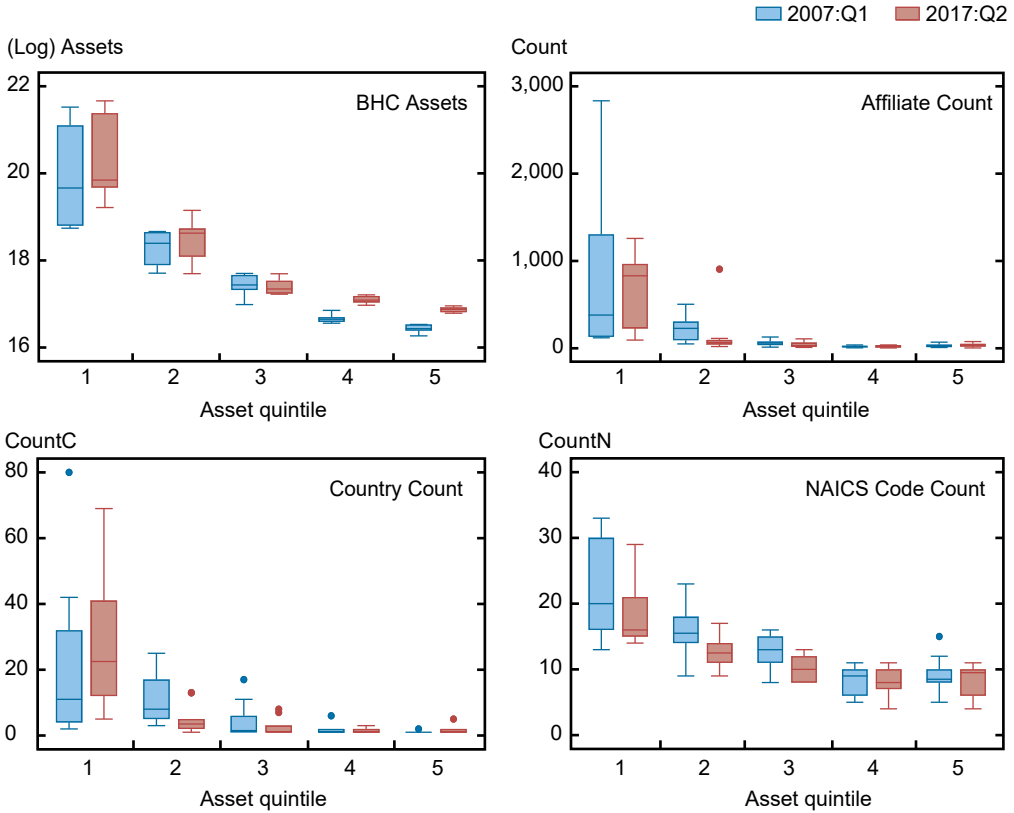 2007:Q1 2017:Q2
(Log) Assets
Count
22
20
18
16
BHC Assets
1 2 3 4 5
Asset quintile
3,000
2,000
1,000
0
Affiliate Count
1 2 3 4 5
Asset quintile
CountC
80
60
40
20
0
Country Count
1 2 3 4 5
Asset quintile
CountN
40
30
20
10
0
NAICS Code Count
1 2 3 4 5
Asset quintile